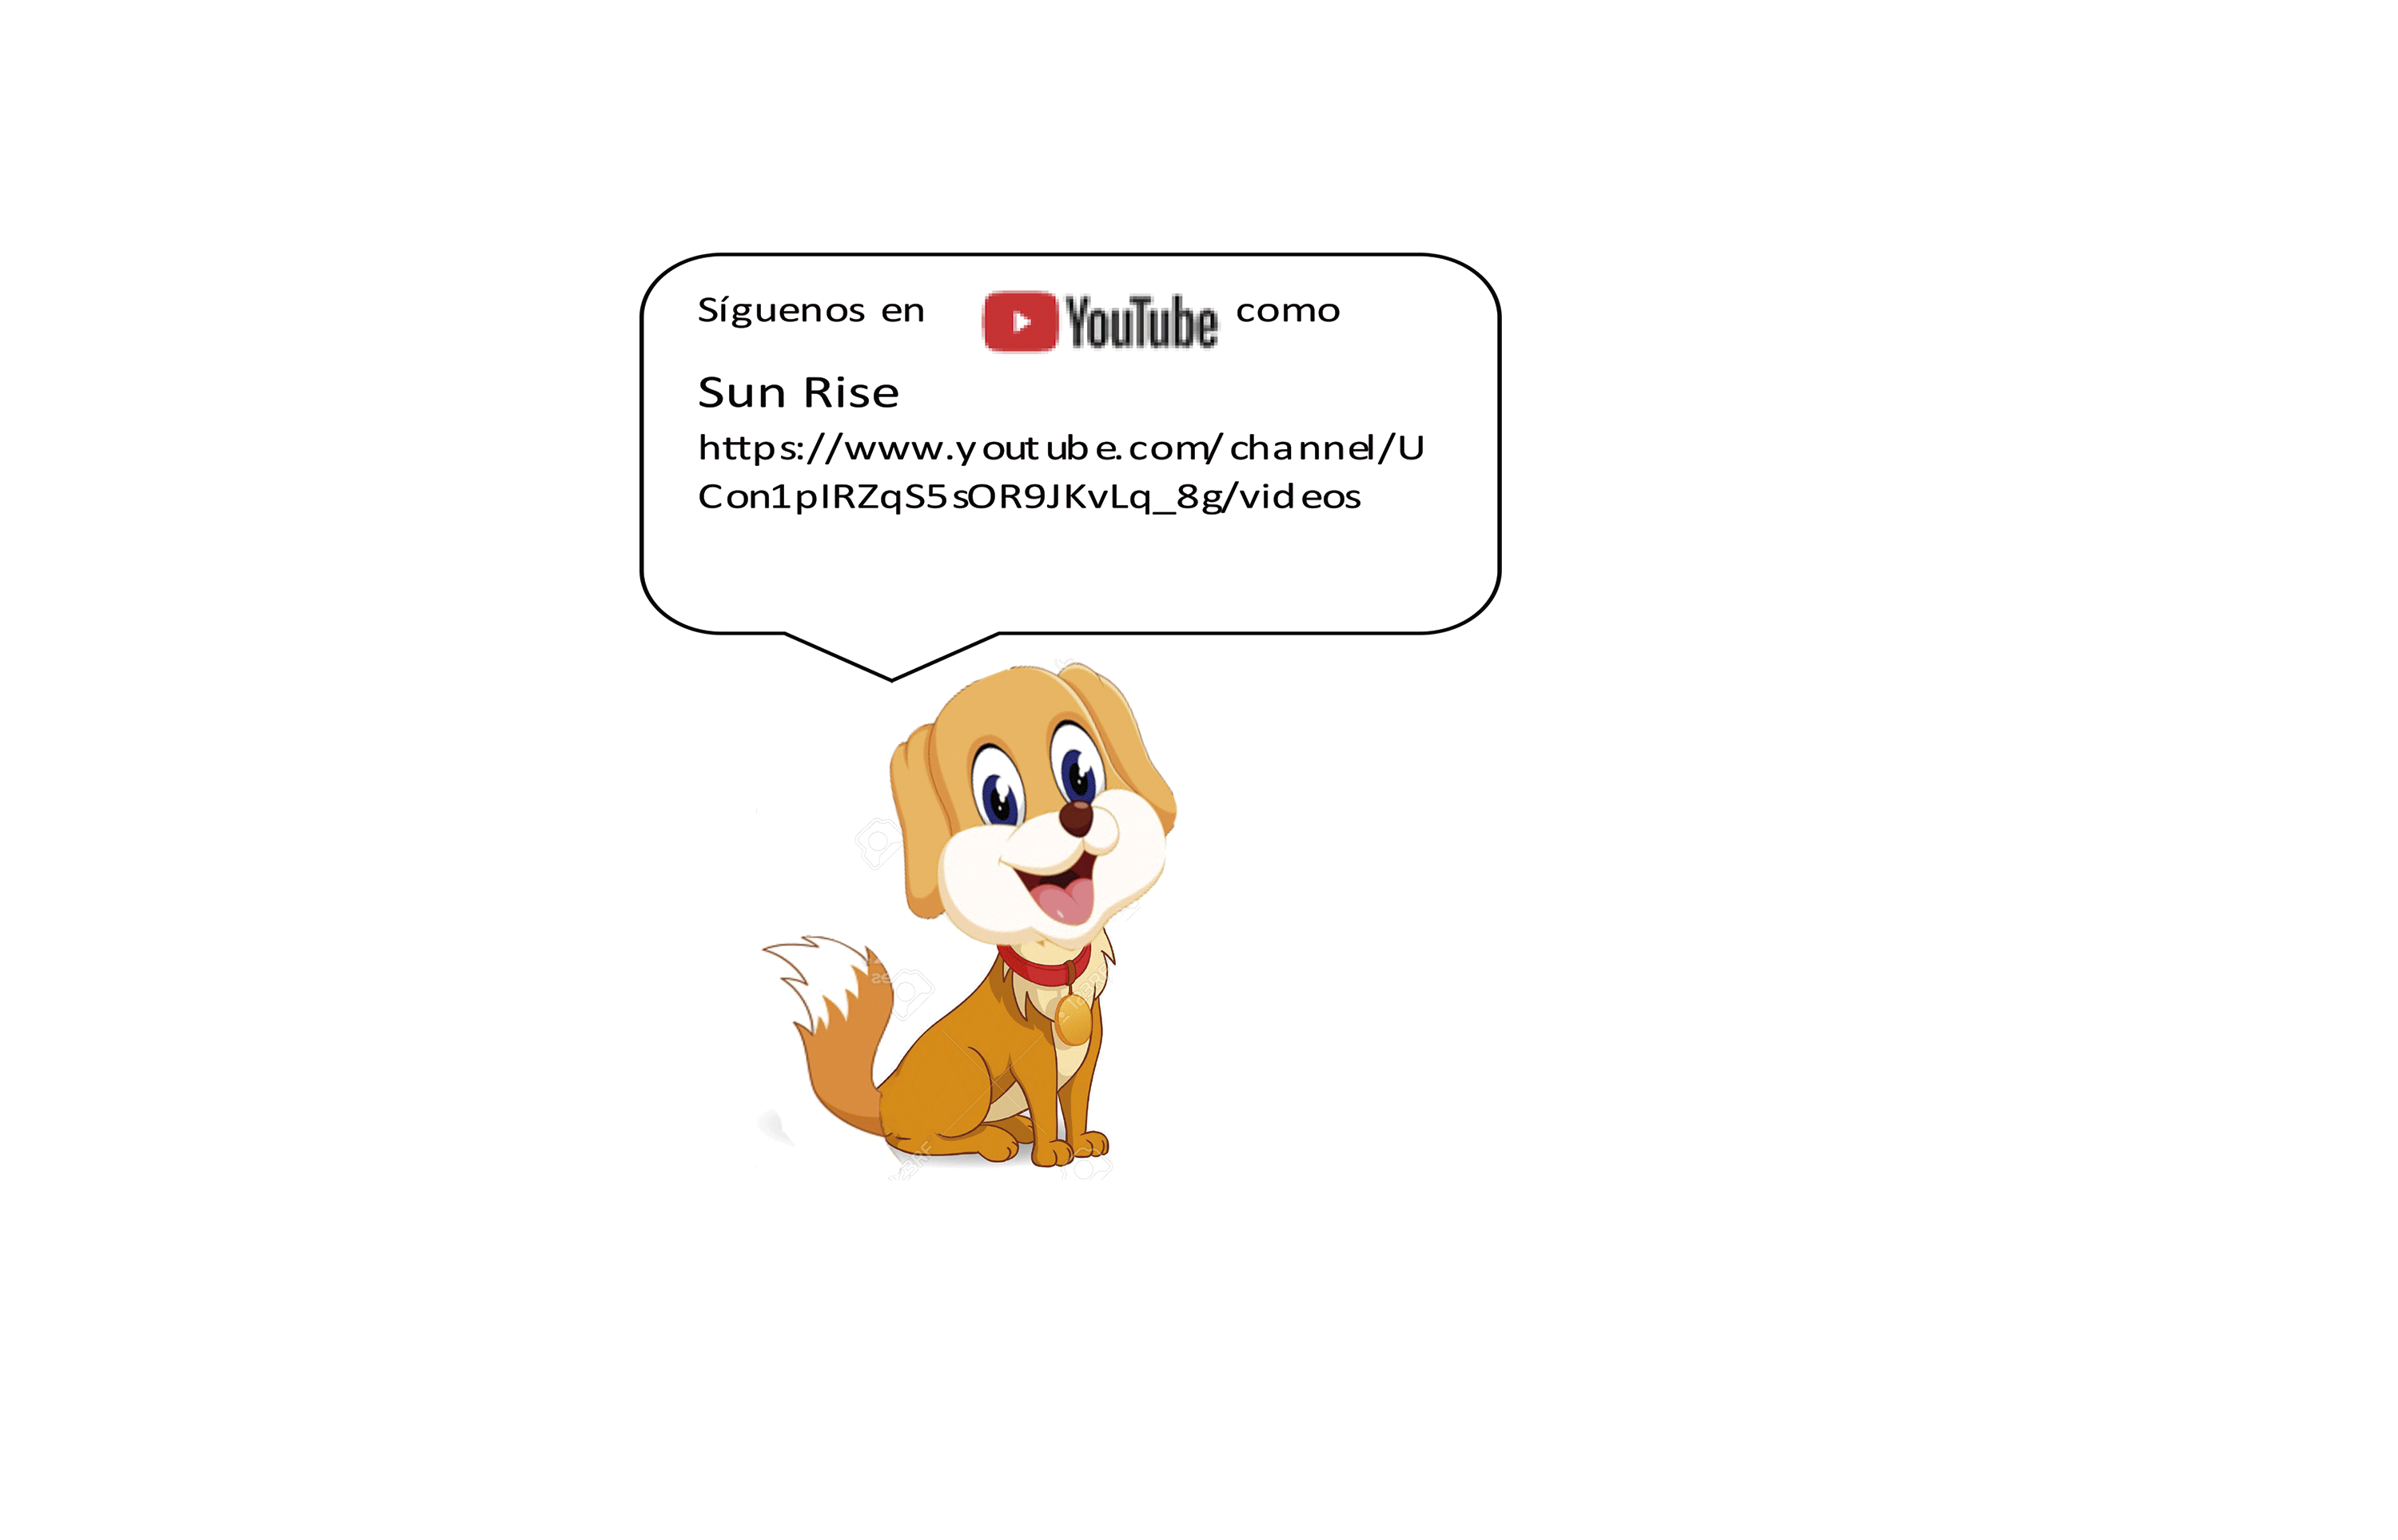 Síguenos en YouTube como
Sun Rise
https://www.youtube.com/channel/U
Con1pIRZqS5sOR9JKvLq_8g/videos